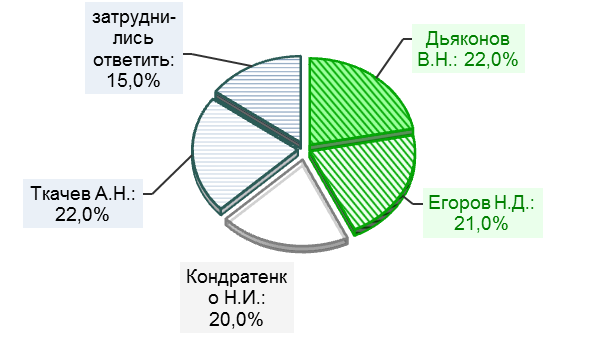 затрудни-
лись
ответить:
15,0%
Дьяконов
В.Н.: 22,0%
Егоров Н.Д.:
21,0%
Кондратенк
о Н.И.:
20,0%
Ткачев А.Н.:
22,0%